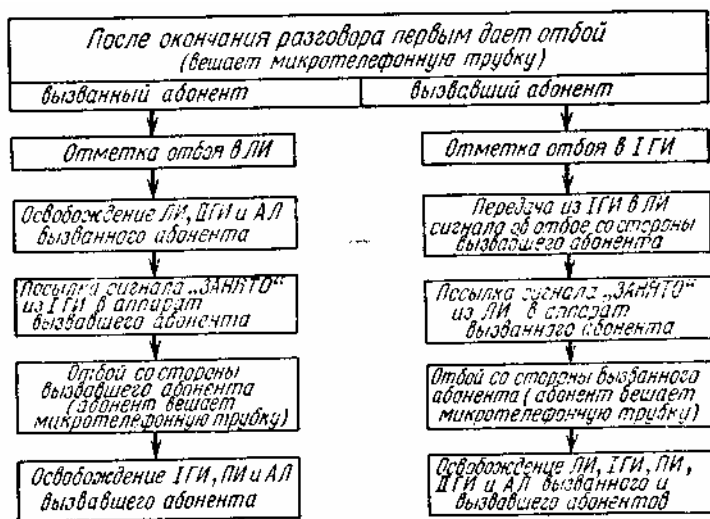 После окончания разговора первым дает отбой
(вешает микротелефонную трубку)
вызванный абонент
вызвавший абонент
Отметка отбоя в ЛИ
Освобождение ЛИ, IIГИ и АЛ
вызванного абонента
Посылка сигнала „ЗАНЯТО“
из IГИ в аппарат
вызвавшего абонента
Отбой со стороны
вызвавшего абонента
(абонент вешает
микротелефонную трубку)
Освобождение IГИ, ПИ и АЛ
вызвавшего абонента
Отметка отбоя в IГИ
Передача из IГИ в ЛИ
сигнала об отбое со стороны
вызвавшего абонента
Посылка сигнала „ЗАНЯТО“
из ЛИ в аппарат
вызванного абонента
Отбой со стороны вызванного
абонента (абонент вешает
микротелефонную трубку)
Освобождение ЛИ, IГИ, ПИ,
IIГИ и АЛ вызванного и
вызвавшего абонентов